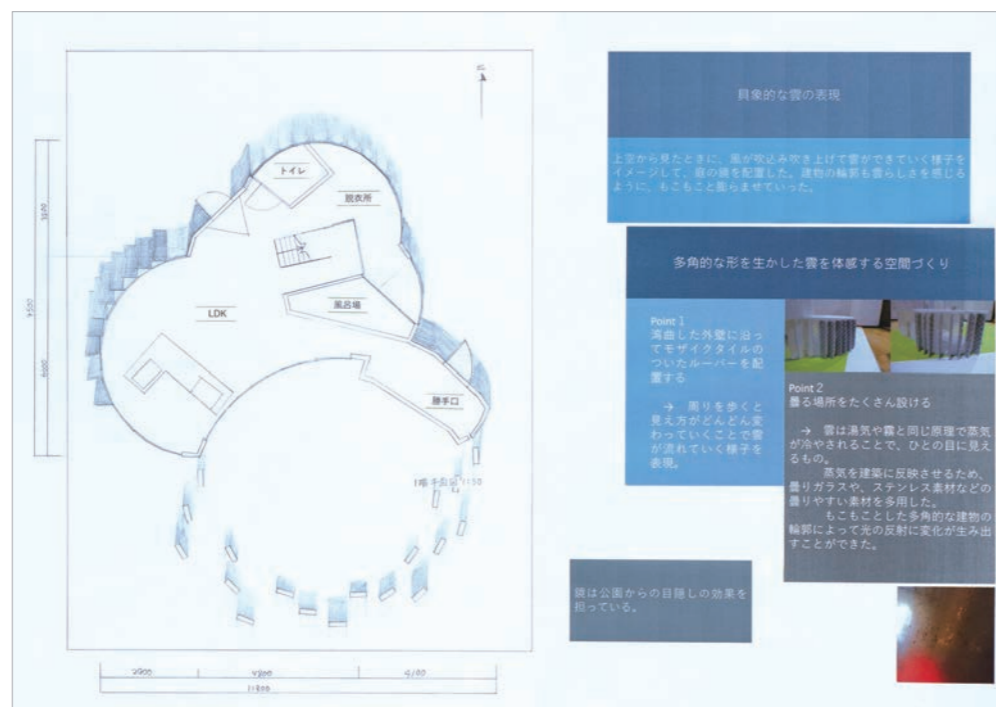 トイレ
脱衣所
LDK
風呂場
勝手口
1:50
2200
4100
11300
具象的な雲の表現
上空から見たときに、風が吹込み吹き上げて雲ができていく様子を
イメージして、庭の鏡を配置した。建物の輪郭も雲らしさを感じる
ように、もこもこと膨らませていった。
多角的な形を生かした雲を体感する空間づくり
Point 1
湾曲した外壁に沿っ
てモザイクタイルの
ついたルーバーを配
置する
→ 周りを歩くと
見え方がどんどん変
わっていくことで雲
が流れていく様子を
表現。
Point 2
曇る場所をたくさん設ける
→ 雲は湯気や霧と同じ原理で蒸気
が冷やされることで、ひとの目に見え
るもの。
蒸気を建築に反映させるため、
曇りガラスや、ステンレス素材などの
曇りやすい素材を多用した。
もこもことした多角的な建物の
輪郭によって光の反射に変化が生み出
すことができた。
鏡は公園からの目隠しの効果を
担っている。